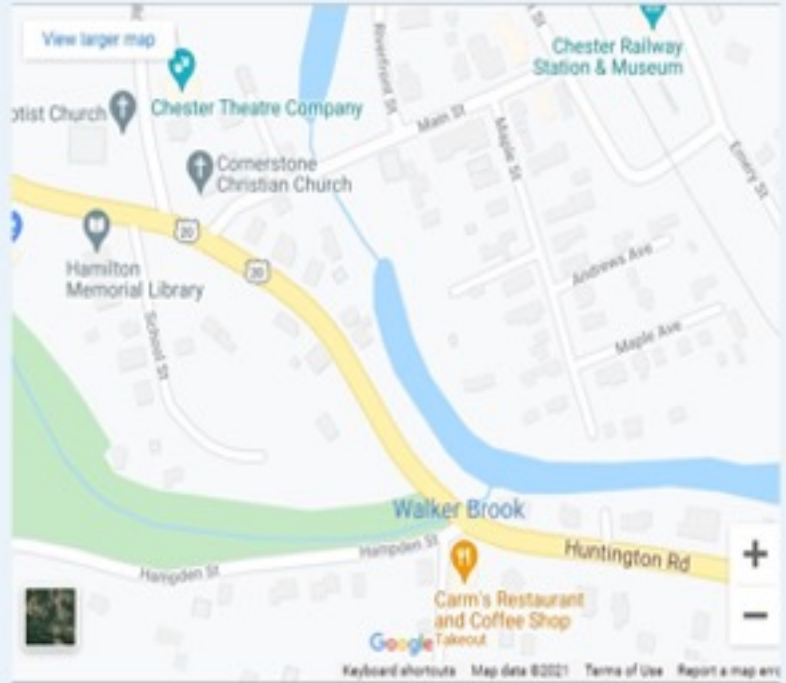 View larger map
Riverfront St
Chester Railway
Station & Museum
Chester Theatre Company
Main St
Maple St
otist Church
Emery St
Cornerstone
Christian Church
20
20
Hamilton
Memorial Library
Andrews Ave
School St
Maple Ave
Walker Brook
Hampden St
Huntington Rd
Hampden St
Carm's Restaurant
and Coffee Shop
Takeout
Google
+
−
Keyboard shortcuts Map data ©2021 Terms of Use Report a map erro